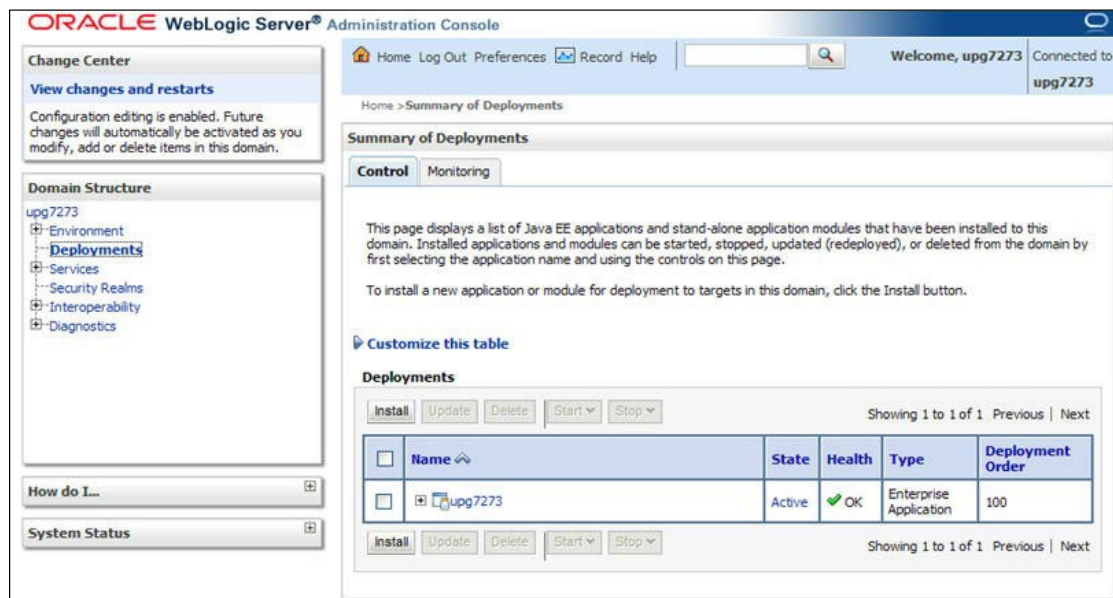 ORACLE WebLogic Server® Administration Console
Change Center
View changes and restarts
Configuration editing is enabled. Future
changes will automatically be activated as you
modify, add or delete items in this domain.
Domain Structure
upg7273
Environment
Deployments
Services
Security Realms
Interoperability
Diagnostics
How do I...
System Status
Home Log Out Preferences Record Help
Welcome, upg7273
Connected to
upg7273
Home >Summary of Deployments
Summary of Deployments
Control Monitoring
This page displays a list of Java EE applications and stand-alone application modules that have been installed to this
domain. Installed applications and modules can be started, stopped, updated (redeployed), or deleted from the domain by
first selecting the application name and using the controls on this page.
To install a new application or module for deployment to targets in this domain, click the Install button.
Customize this table
Deployments
Install Update Delete Start Stop Showing 1 to 1 of 1 Previous | Next
Name State Health Type Deployment
Order
upg7273 Active OK Enterprise
Application 100
Install Update Delete Start Stop Showing 1 to 1 of 1 Previous | Next